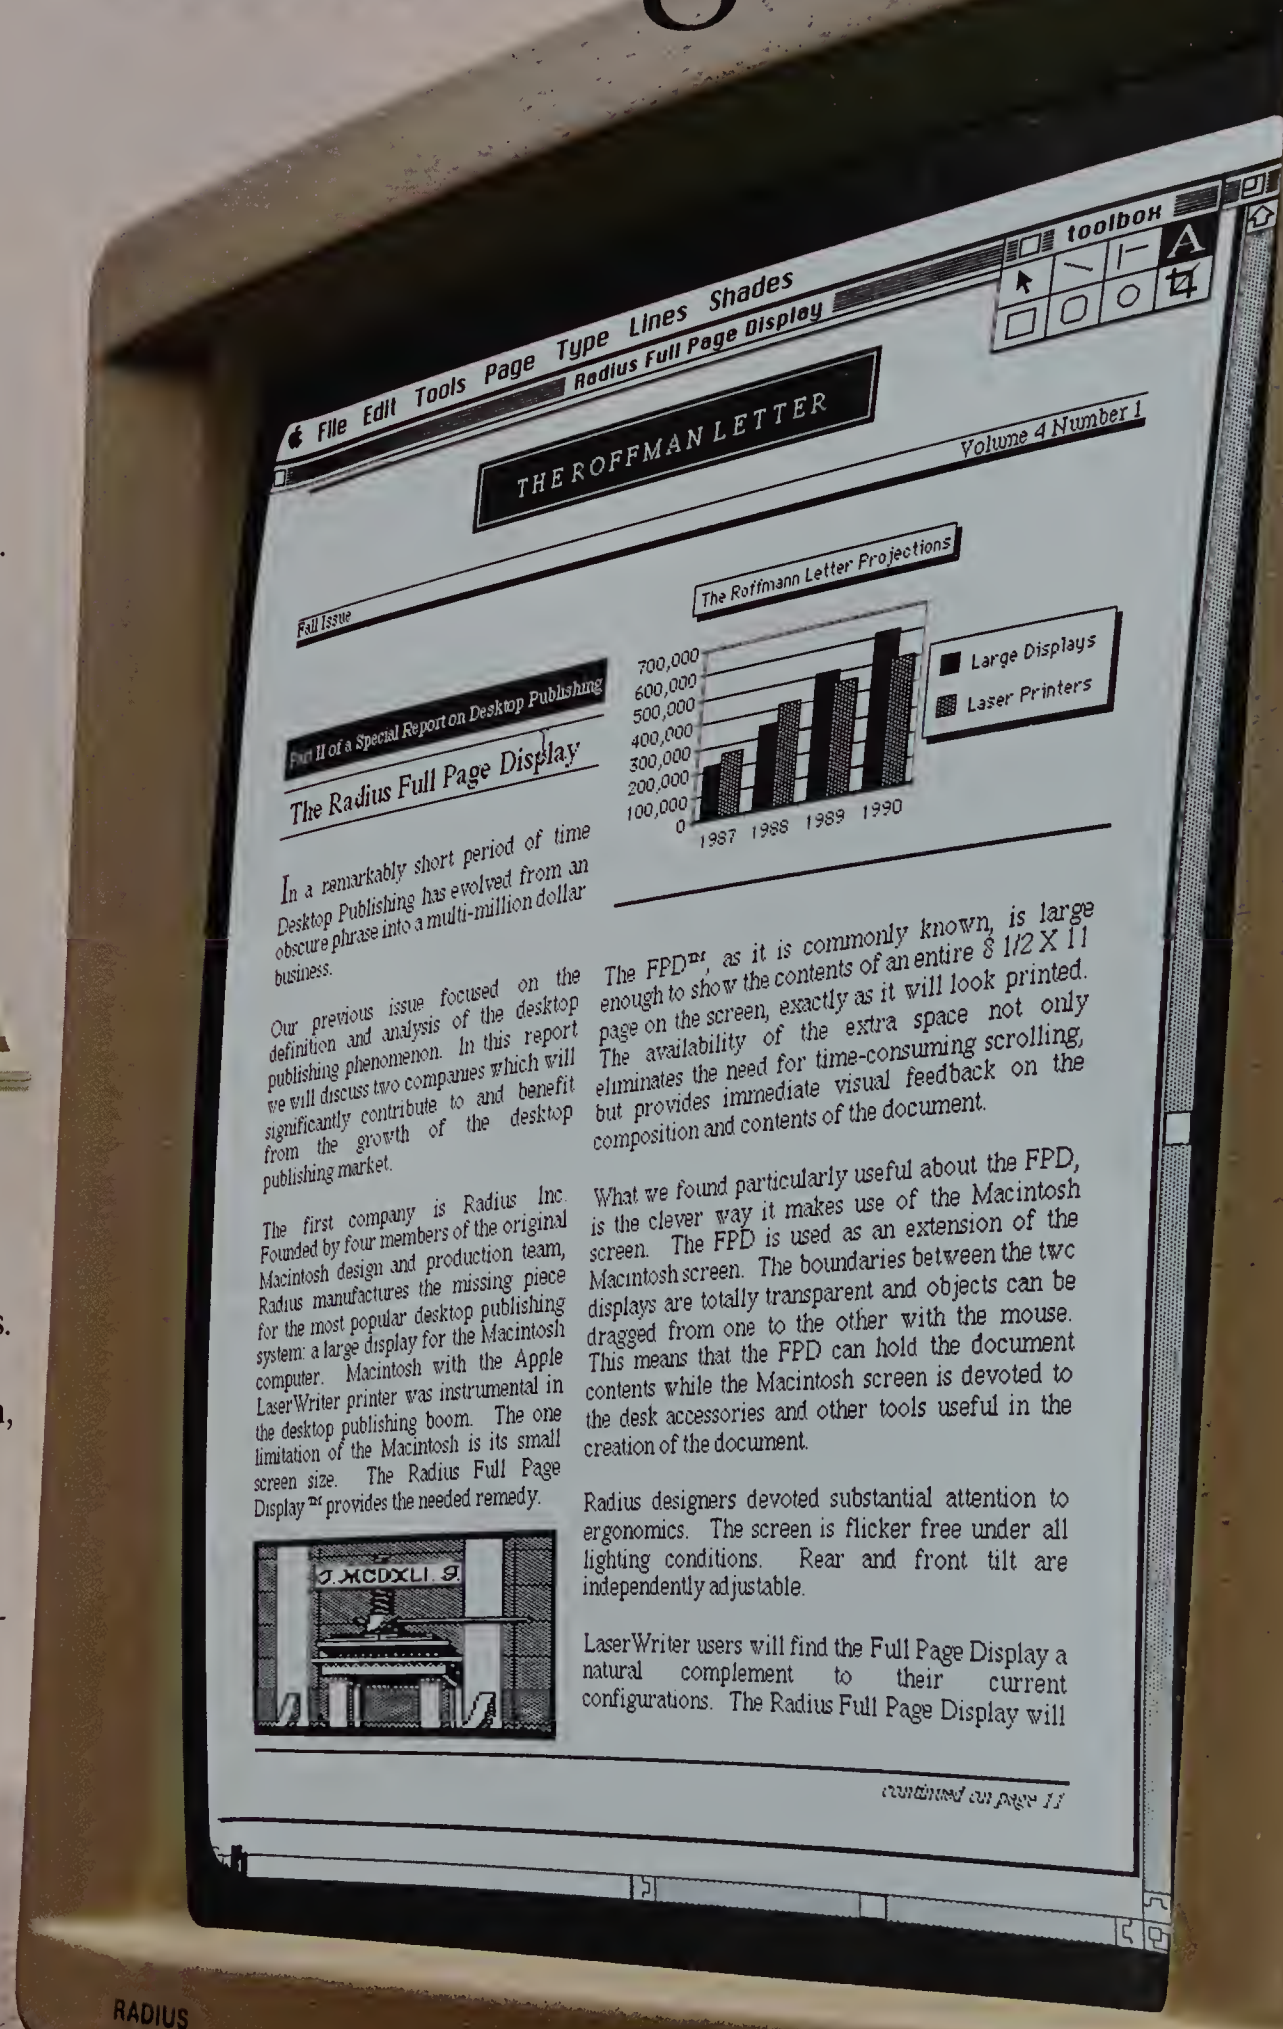 File Edit Tools Page Type Lines Shades
Radius Full Page Display
toolbox
A
THE ROFFMAN LETTER
Volume 4 Number 1
Fall Issue
Part II of a Special Report on Desktop Publishing
The Radius Full Page Display
In a remarkably short period of time
Desktop Publishing has evolved from an
obscure phrase into a multi-million dollar
business.
Our previous issue focused on the
definition and analysis of the desktop
publishing phenomenon. In this report
we will discuss two companies which will
significantly contribute to and benefit
from the growth of the desktop
publishing market.
The first company is Radius Inc.
Founded by four members of the original
Macintosh design and production team,
Radius manufactures the missing piece
for the most popular desktop publishing
system: a large display for the Macintosh
computer. Macintosh with the Apple
LaserWriter printer was instrumental in
the desktop publishing boom. The one
limitation of the Macintosh is its small
screen size. The Radius Full Page
Display™ provides the needed remedy.
J. MCDXLI. G.
The Roffmann Letter Projections
700,000
600,000
500,000
400,000
300,000
200,000
100,000
0
1987 1988 1989 1990
Large Displays
Laser Printers
The FPD™, as it is commonly known, is large
enough to show the contents of an entire 8 1/2 X 11
page on the screen, exactly as it will look printed.
The availability of the extra space not only
eliminates the need for time-consuming scrolling,
but provides immediate visual feedback on the
composition and contents of the document.
What we found particularly useful about the FPD,
is the clever way it makes use of the Macintosh
screen. The FPD is used as an extension of the
Macintosh screen. The boundaries between the two
displays are totally transparent and objects can be
dragged from one to the other with the mouse.
This means that the FPD can hold the document
contents while the Macintosh screen is devoted to
the desk accessories and other tools useful in the
creation of the document.
Radius designers devoted substantial attention to
ergonomics. The screen is flicker free under all
lighting conditions. Rear and front tilt are
independently adjustable.
LaserWriter users will find the Full Page Display a
natural complement to their current
configurations. The Radius Full Page Display will
continued on page 11
RADIUS